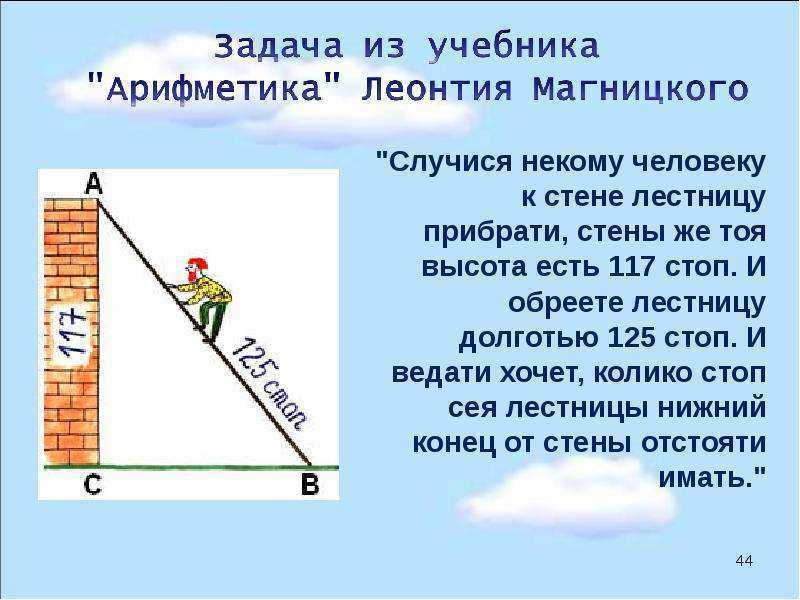 Задача из учебника
"Арифметика" Леонтия Магницкого
"Случися некому человеку
к стене лестницу
прибрати, стены же тоя
высота есть 117 стоп. И
обреете лестницу
долготью 125 стоп. И
ведати хочет, колико стоп
сея лестницы нижний
конец от стены отстояти
имать."
A
117
125 стоп
C
B
44